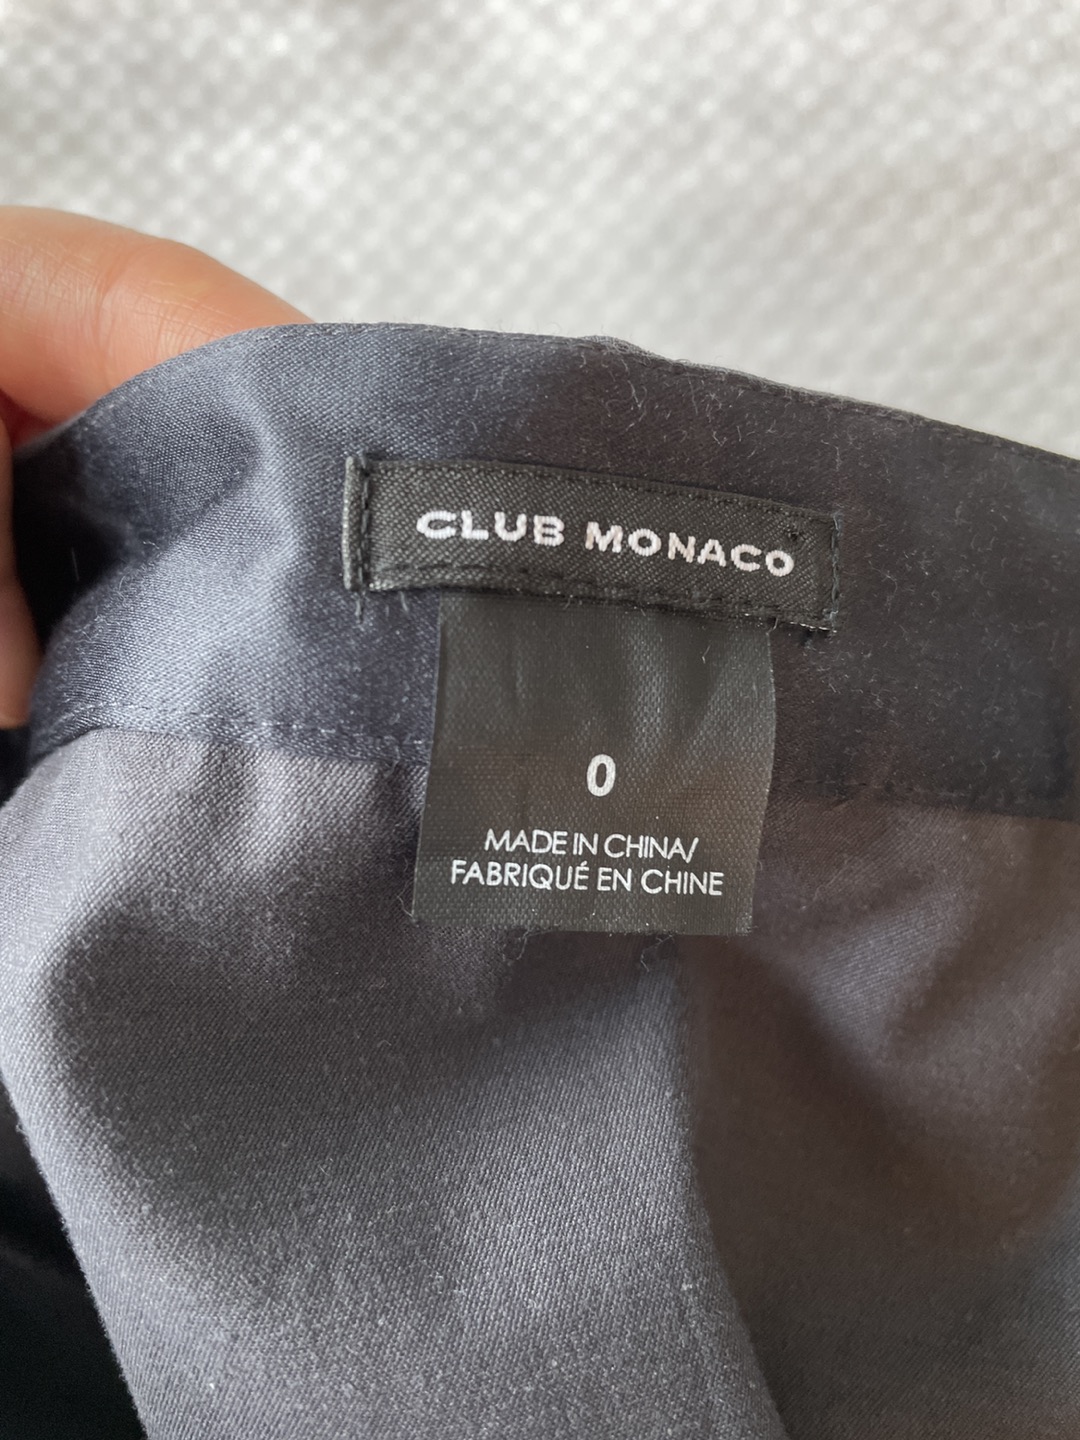 CLUB MONACO
0
MADE IN CHINA/
FABRIQUÉ EN CHINE